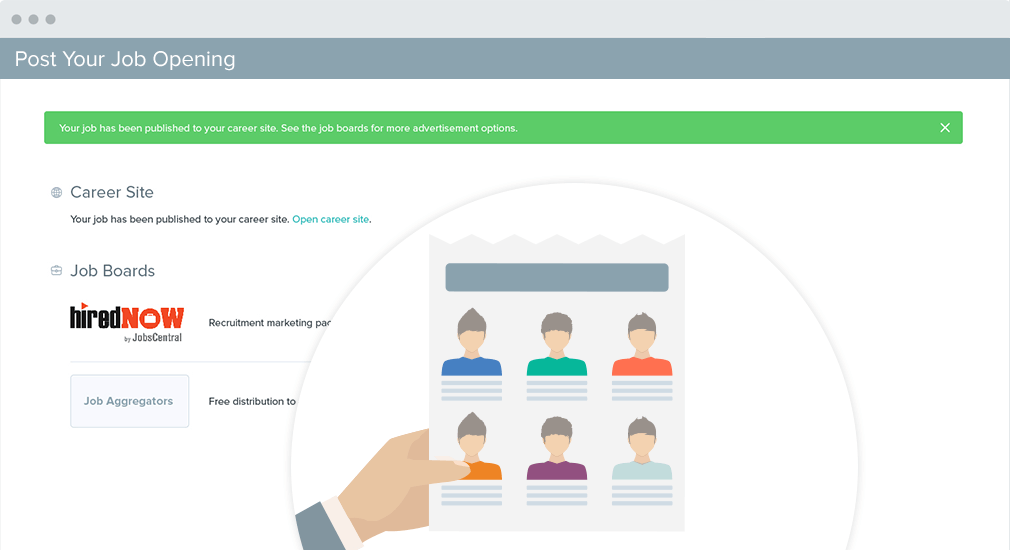 Post Your Job Opening
Your job has been published to your career site. See the job boards for more advertisement options.
Career Site
Your job has been published to your career site. Open career site.
Job Boards
hiredNOW
by JobsCentral
Recruitment marketing
Job Aggregators
Free distribution to